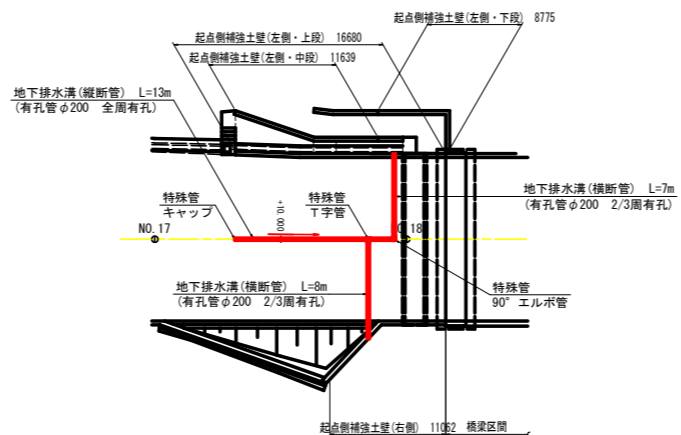 起点側補強土壁(左側・下段) 8775
起点側補強土壁(左側・上段) 16680
起点側補強土壁(左側・中段) 11639
地下排水溝(縦断管) L=13m
(有孔管φ200 全周有孔)
地下排水溝(横断管) L=7m
(有孔管φ200 2/3周有孔)
特殊管
キャップ
+10.000
特殊管
T字管
NO.17
O.18
地下排水溝(横断管) L=8m
(有孔管φ200 2/3周有孔)
特殊管
90° エルボ管
起点側補強土壁(右側) 11062 橋梁区間